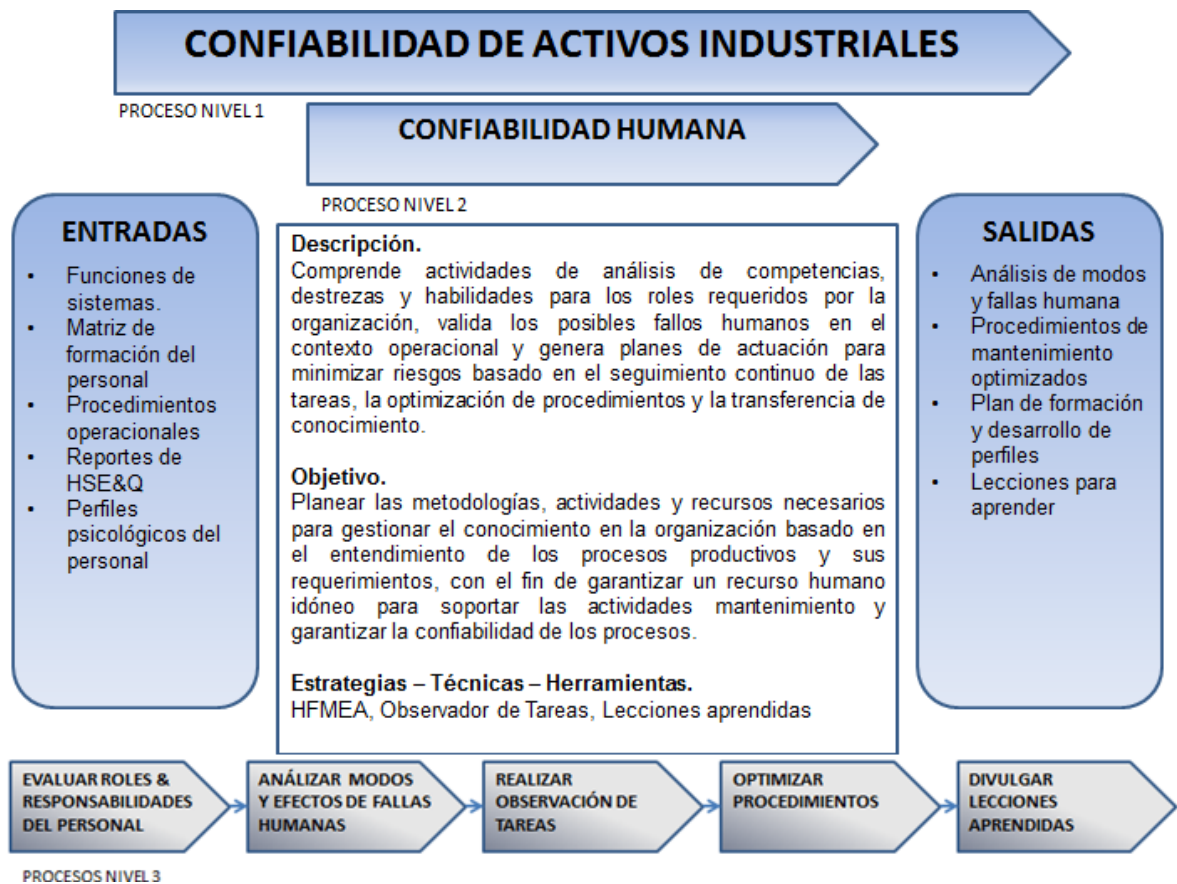 CONFIABILIDAD DE ACTIVOS INDUSTRIALES
PROCESO NIVEL 1
CONFIABILIDAD HUMANA
PROCESO NIVEL 2
ENTRADAS
• Funciones de
sistemas.
• Matriz de
formación del
personal
• Procedimientos
operacionales
• Reportes de
HSE&Q
• Perfiles
psicológicos del
personal
Descripción.
Comprende actividades de análisis de competencias,
destrezas y habilidades para los roles requeridos por la
organización, valida los posibles fallos humanos en el
contexto operacional y genera planes de actuación para
minimizar riesgos basado en el seguimiento continuo de las
tareas, la optimización de procedimientos y la transferencia de
conocimiento.
Objetivo.
Planear las metodologías, actividades y recursos necesarios
para gestionar el conocimiento en la organización basado en
el entendimiento de los procesos productivos y sus
requerimientos, con el fin de garantizar un recurso humano
idóneo para soportar las actividades mantenimiento y
garantizar la confiabilidad de los procesos.
Estrategias – Técnicas – Herramientas.
HFMEA, Observador de Tareas, Lecciones aprendidas
SALIDAS
• Análisis de modos
y fallas humana
• Procedimientos de
mantenimiento
optimizados
• Plan de formación
y desarrollo de
perfiles
• Lecciones para
aprender
EVALUAR ROLES &
RESPONSABILIDADES
DEL PERSONAL
ANÁLIZAR MODOS
Y EFECTOS DE FALLAS
HUMANAS
REALIZAR
OBSERVACIÓN DE
TAREAS
OPTIMIZAR
PROCEDIMIENTOS
DIVULGAR
LECCIONES
APRENDIDAS
PROCESOS NIVEL 3